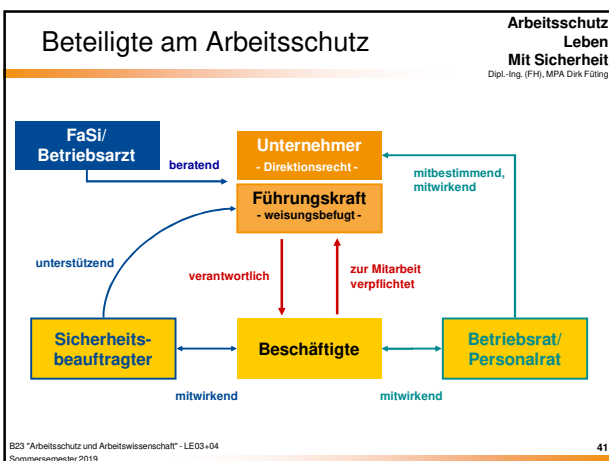 Beteiligte am Arbeitsschutz
Arbeitsschutz
Leben
Mit Sicherheit
Dipl.-Ing. (FH), MPA Dirk Füting
FaSi/
Betriebsarzt
beratend
Unternehmer
- Direktionsrecht -
mitbestimmend,
mitwirkend
Führungskraft
- weisungsbefugt -
unterstützend
verantwortlich
zur Mitarbeit
verpflichtet
Sicherheits-
beauftragter
Beschäftigte
Betriebsrat/
Personalrat
mitwirkend
mitwirkend
B23 "Arbeitsschutz und Arbeitswissenschaft" - LE03+04
41
Sommersemester 2019